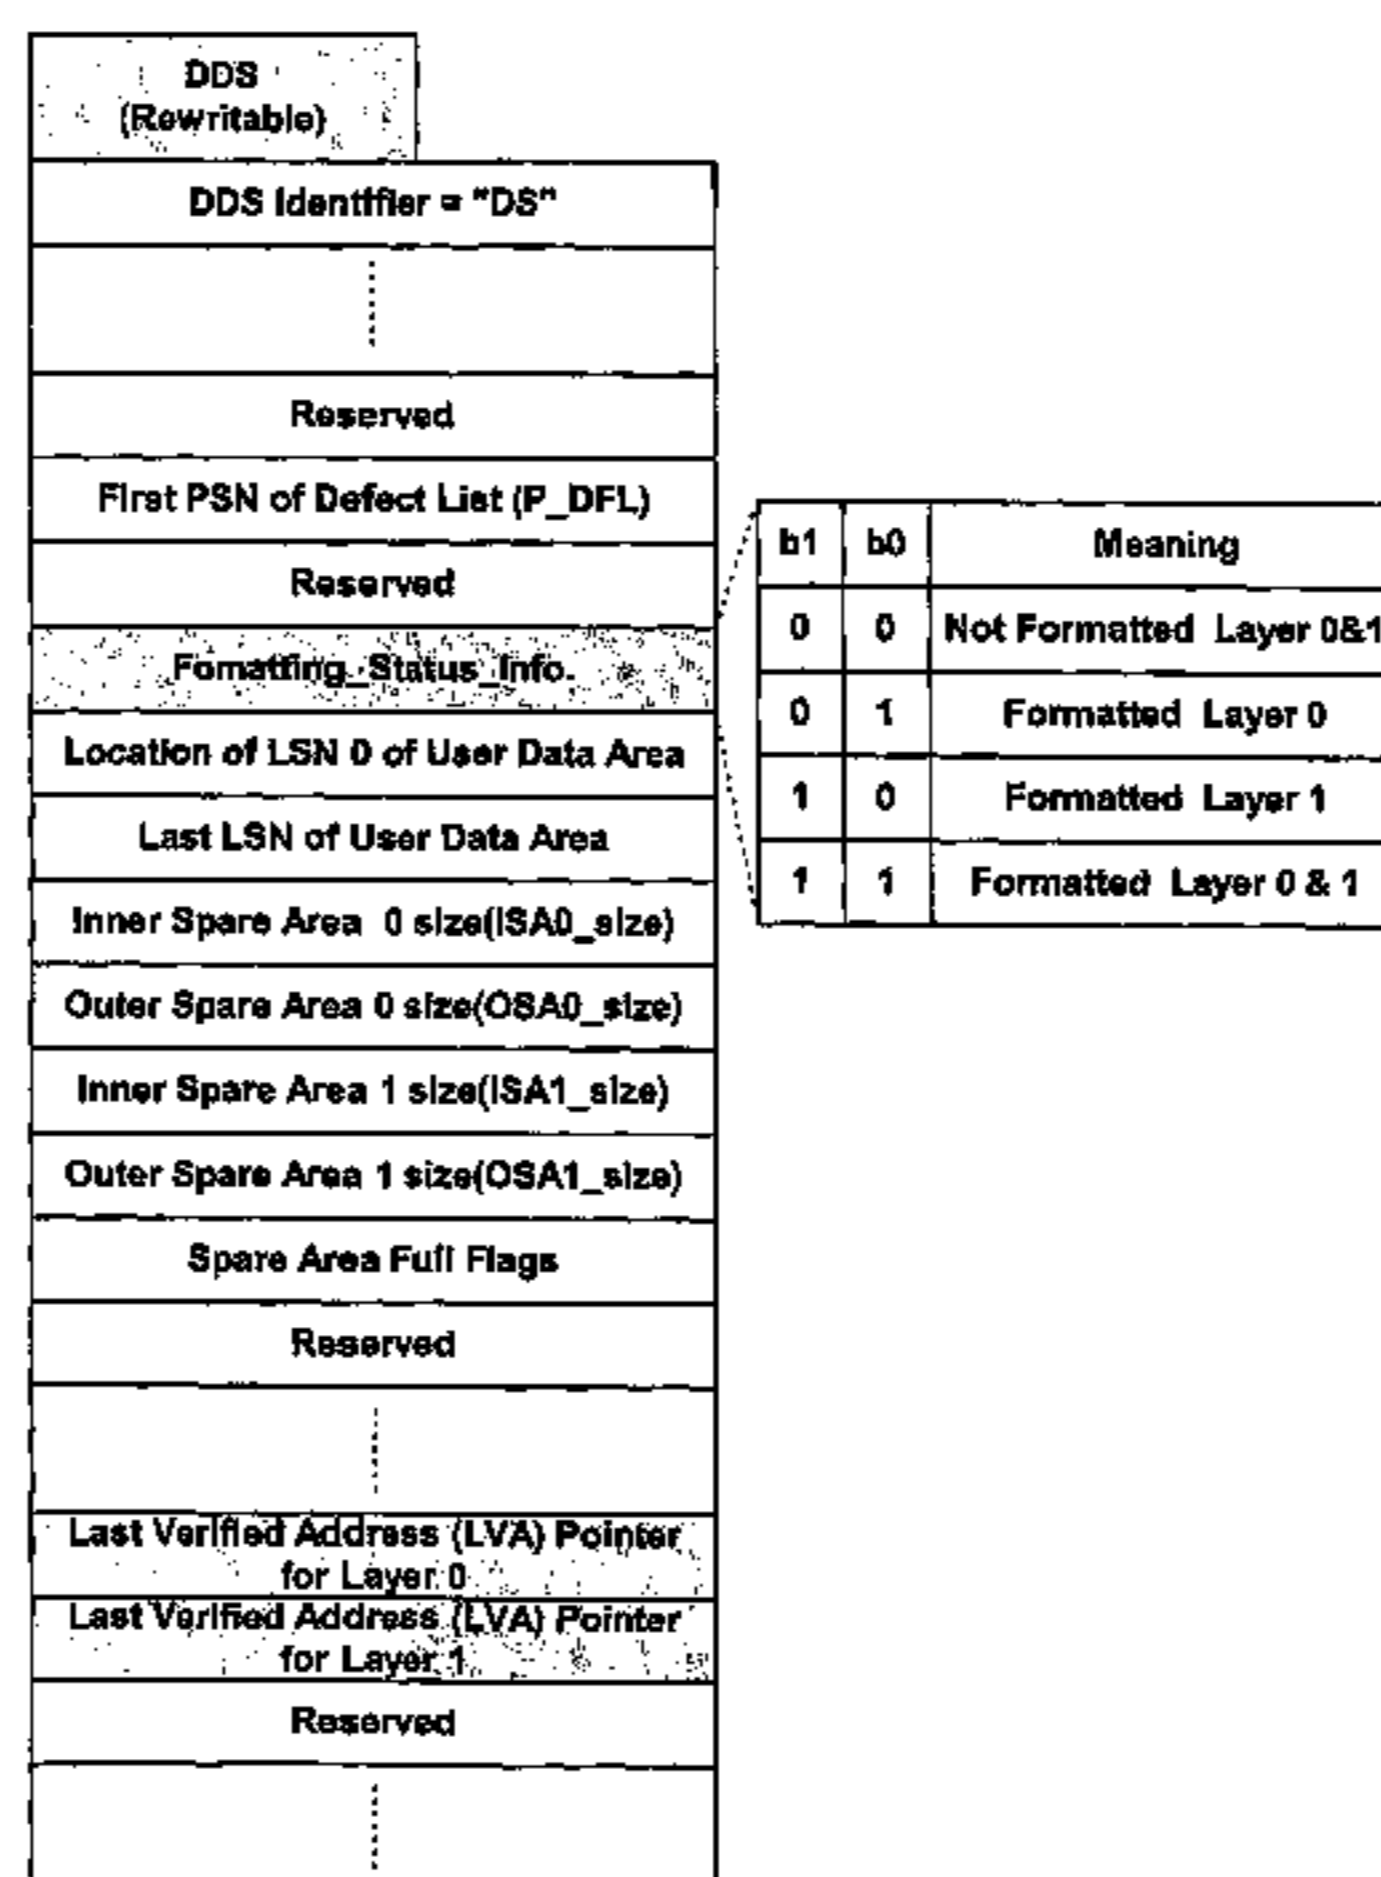 DDS
(Rewritable)
DDS Identifier = "DS"
Reserved
First PSN of Defect List (P_DFL)
Reserved
Fomatting_Status_Info.
Location of LSN 0 of User Data Area
Last LSN of User Data Area
Inner Spare Area 0 size(ISA0_size)
Outer Spare Area 0 size(OSA0_size)
Inner Spare Area 1 size(ISA1_size)
Outer Spare Area 1 size(OSA1_size)
Spare Area Full Flags
Reserved
Last Verified Address (LVA) Pointer
for Layer 0
Last Verified Address (LVA) Pointer
for Layer 1
Reserved
b1 b0 Meaning
0 0 Not Formatted Layer 0&1
0 1 Formatted Layer 0
1 0 Formatted Layer 1
1 1 Formatted Layer 0 & 1